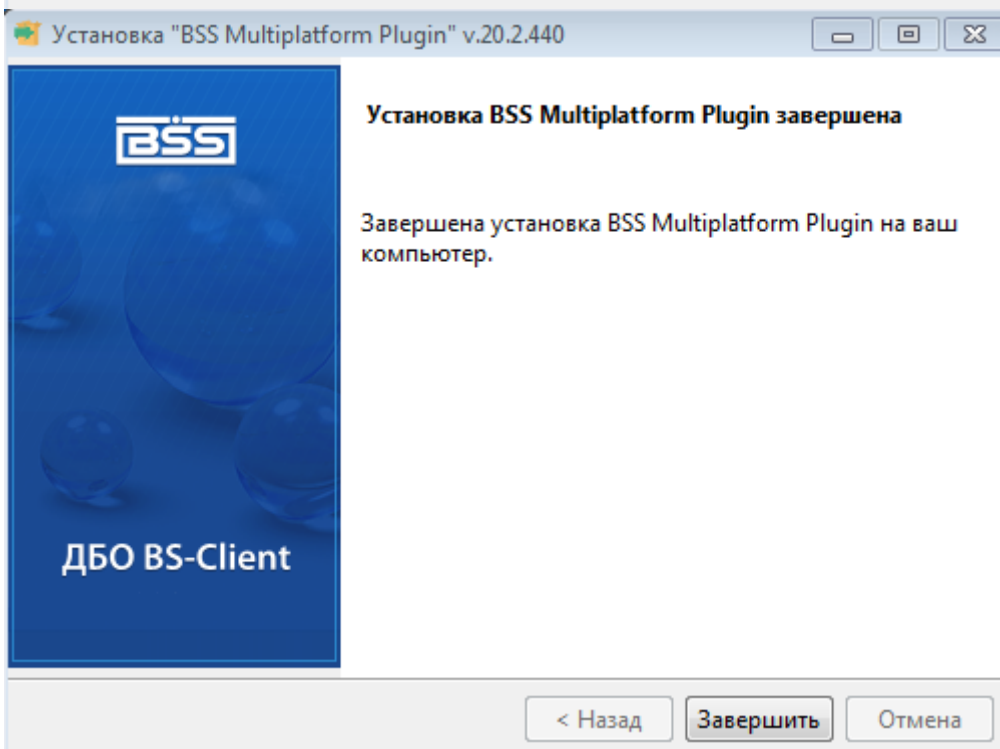 Установка "BSS Multiplatform Plugin" v.20.2.440
BSS
Установка BSS Multiplatform Plugin завершена
Завершена установка BSS Multiplatform Plugin на ваш
компьютер.
ДБО BS-Client
< Назад
Завершить
Отмена